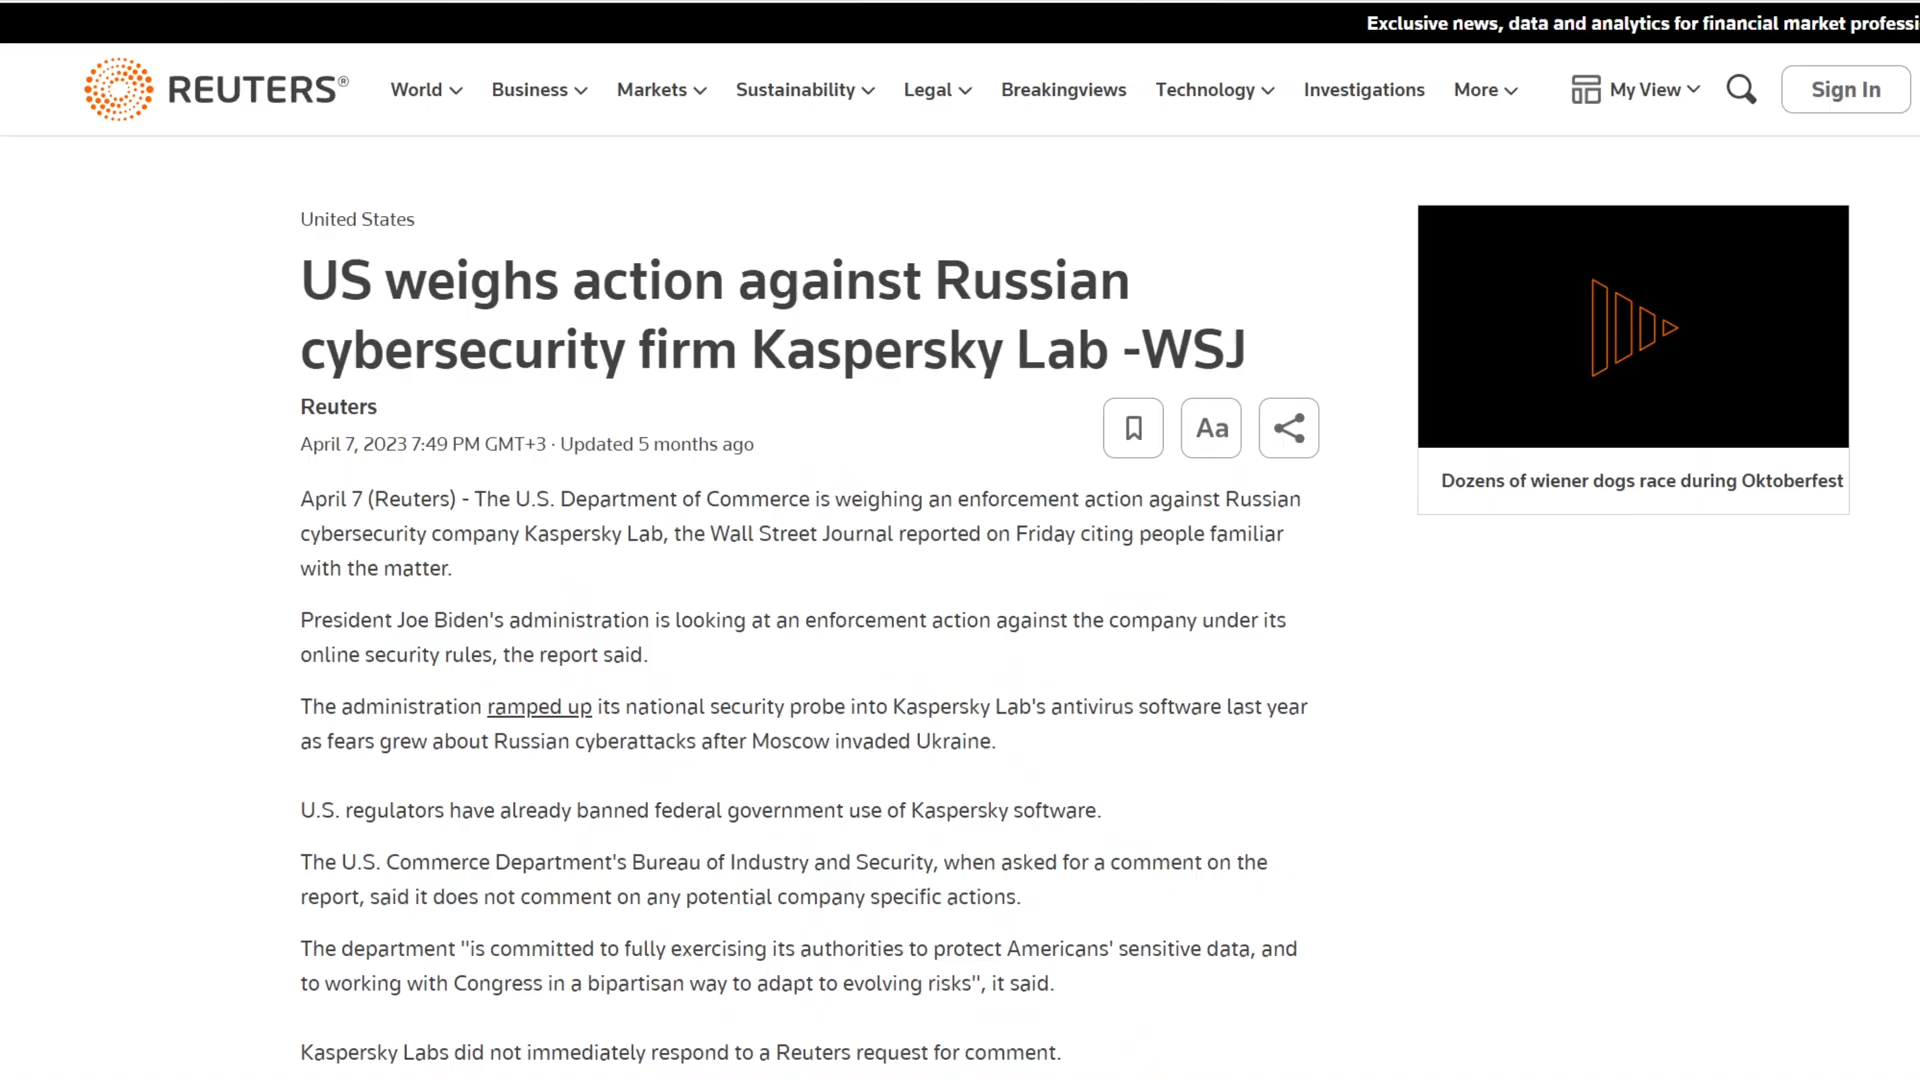 Exclusive news, data and analytics for financial market professi
REUTERS®
World
Business
Markets
Sustainability
Legal
Breakingviews
Technology
Investigations
More
My View
Sign In
United States
US weighs action against Russian
cybersecurity firm Kaspersky Lab -WSJ
Reuters
April 7, 2023 7:49 PM GMT+3 · Updated 5 months ago
Aa
April 7 (Reuters) - The U.S. Department of Commerce is weighing an enforcement action against Russian
cybersecurity company Kaspersky Lab, the Wall Street Journal reported on Friday citing people familiar
with the matter.
President Joe Biden's administration is looking at an enforcement action against the company under its
online security rules, the report said.
The administration ramped up its national security probe into Kaspersky Lab's antivirus software last year
as fears grew about Russian cyberattacks after Moscow invaded Ukraine.
U.S. regulators have already banned federal government use of Kaspersky software.
The U.S. Commerce Department's Bureau of Industry and Security, when asked for a comment on the
report, said it does not comment on any potential company specific actions.
The department "is committed to fully exercising its authorities to protect Americans' sensitive data, and
to working with Congress in a bipartisan way to adapt to evolving risks", it said.
Kaspersky Labs did not immediately respond to a Reuters request for comment.
Dozens of wiener dogs race during Oktoberfest